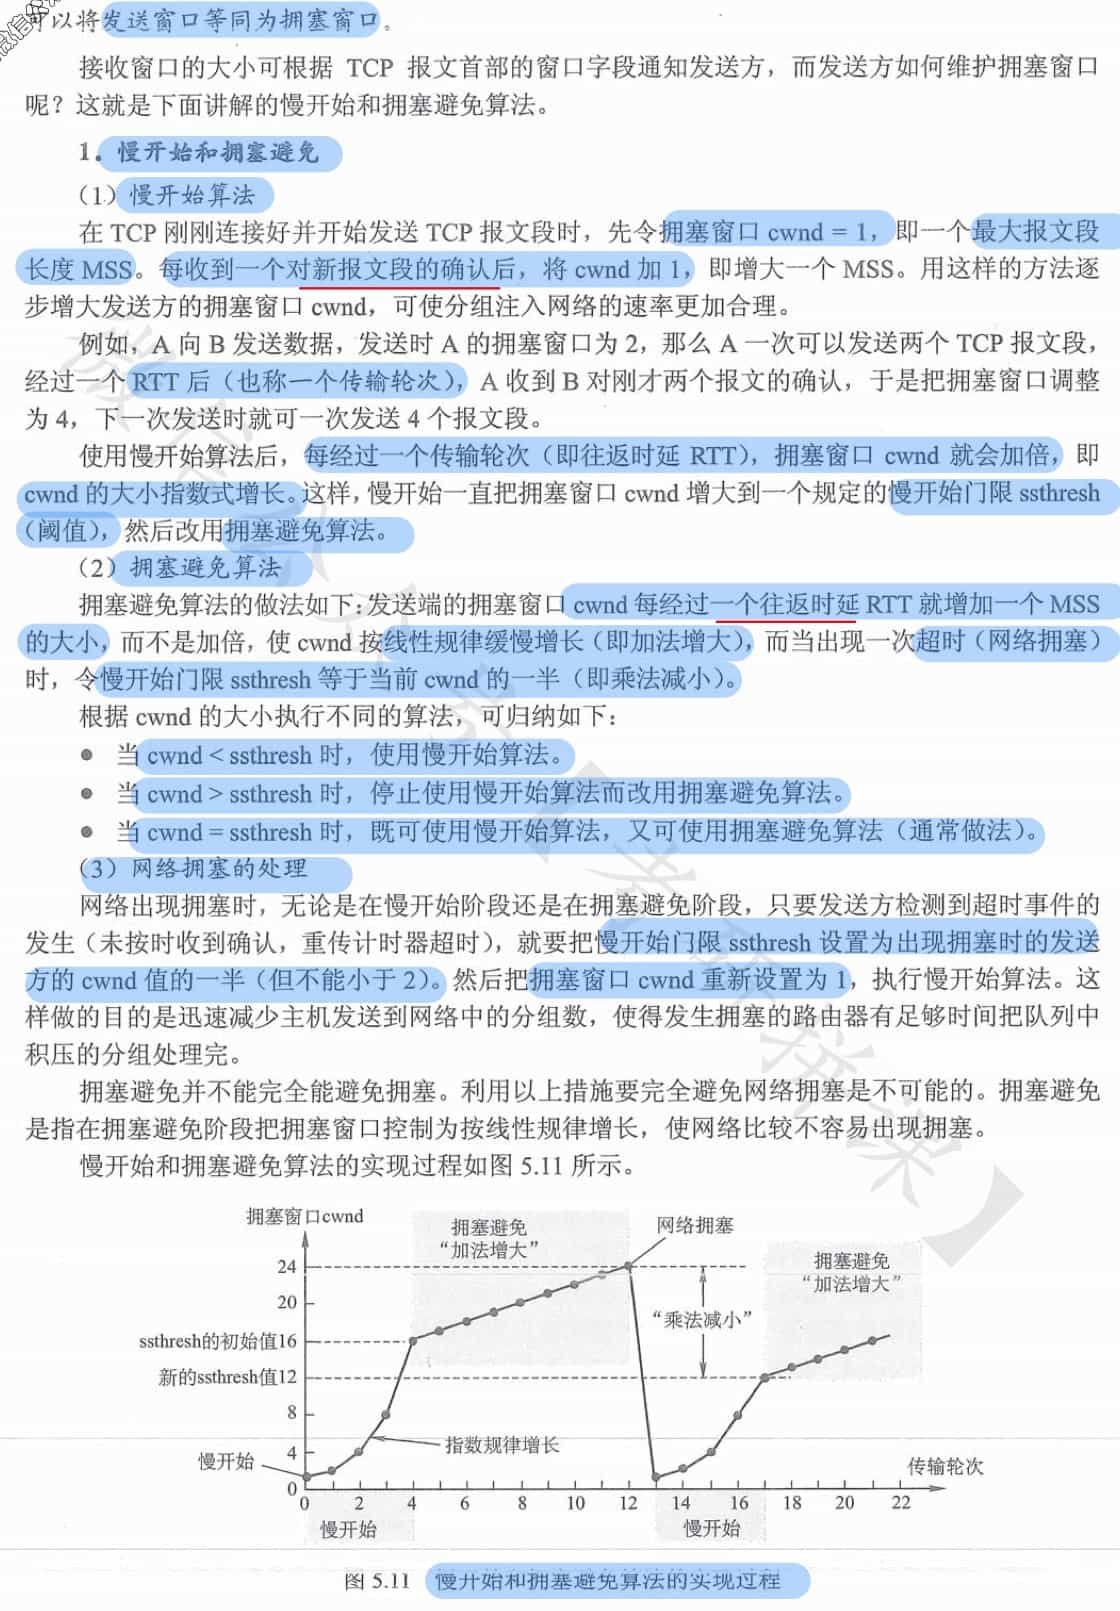 可以将发送窗口等同为拥塞窗口。
接收窗口的大小可根据 TCP 报文首部的窗口字段通知发送方，而发送方如何维护拥塞窗口
呢？这就是下面讲解的慢开始和拥塞避免算法。
1. 慢开始和拥塞避免
（1）慢开始算法
在 TCP 刚刚连接好并开始发送 TCP 报文段时，先令拥塞窗口 cwnd = 1，即一个最大报文段
长度 MSS。每收到一个对新报文段的确认后，将 cwnd 加 1，即增大一个 MSS。用这样的方法逐
步增大发送方的拥塞窗口 cwnd，可使分组注入网络的速率更加合理。
例如，A 向 B 发送数据，发送时 A 的拥塞窗口为 2，那么 A 一次可以发送两个 TCP 报文段，
经过一个 RTT 后（也称一个传输轮次），A 收到 B 对刚才两个报文的确认，于是把拥塞窗口调整
为 4，下一次发送时就可一次发送 4 个报文段。
使用慢开始算法后，每经过一个传输轮次（即往返时延 RTT），拥塞窗口 cwnd 就会加倍，即
cwnd 的大小指数式增长。这样，慢开始一直把拥塞窗口 cwnd 增大到一个规定的慢开始门限 ssthresh
（阈值），然后改用拥塞避免算法。
（2）拥塞避免算法
拥塞避免算法的做法如下：发送端的拥塞窗口 cwnd 每经过一个往返时延 RTT 就增加一个 MSS
的大小，而不是加倍，使 cwnd 按线性规律缓慢增长（即加法增大），而当出现一次超时（网络拥塞）
时，令慢开始门限 ssthresh 等于当前 cwnd 的一半（即乘法减小）。
根据 cwnd 的大小执行不同的算法，可归纳如下：
● 当 cwnd < ssthresh 时，使用慢开始算法。
● 当 cwnd > ssthresh 时，停止使用慢开始算法而改用拥塞避免算法。
● 当 cwnd = ssthresh 时，既可使用慢开始算法，又可使用拥塞避免算法（通常做法）。
（3）网络拥塞的处理
网络出现拥塞时，无论是在慢开始阶段还是在拥塞避免阶段，只要发送方检测到超时事件的
发生（未按时收到确认，重传计时器超时），就要把慢开始门限 ssthresh 设置为出现拥塞时的发送
方的 cwnd 值的一半（但不能小于 2）。然后把拥塞窗口 cwnd 重新设置为 1，执行慢开始算法。这
样做的目的是迅速减少主机发送到网络中的分组数，使得发生拥塞的路由器有足够时间把队列中
积压的分组处理完。
拥塞避免并不能完全能避免拥塞。利用以上措施要完全避免网络拥塞是不可能的。拥塞避免
是指在拥塞避免阶段把拥塞窗口控制为按线性规律增长，使网络比较不容易出现拥塞。
慢开始和拥塞避免算法的实现过程如图 5.11 所示。
拥塞窗口cwnd
拥塞避免
“加法增大”
网络拥塞
拥塞避免
“加法增大”
24
20
“乘法减小”
ssthresh的初始值16
新的ssthresh值12
8
指数规律增长
4
慢开始
传输轮次
0
0 2 4 6 8 10 12 14 16 18 20 22
慢开始
慢开始
图 5.11 慢开始和拥塞避免算法的实现过程